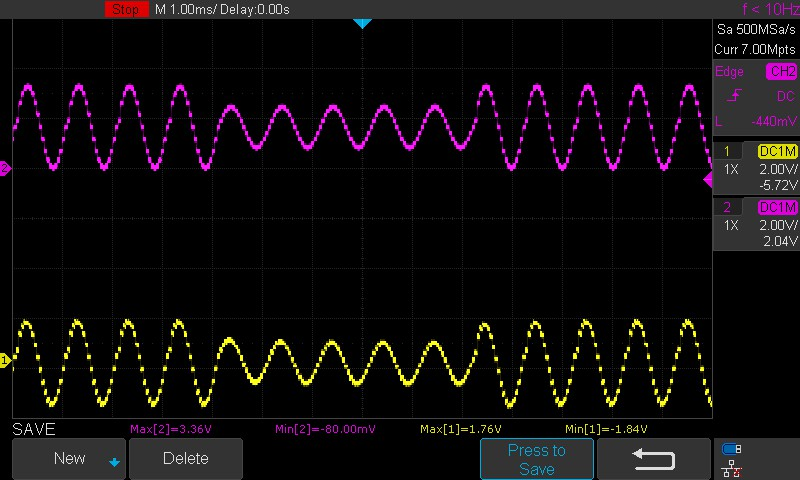 Stop M 1.00ms/ Delay:0.00s f < 10Hz
Sa 500MSa/s
Curr 7.00Mpts
Edge CH2
DC
L -440mV
1 DC1M
1X 2.00V/
-5.72V
2 DC1M
1X 2.00V/
2.04V
2
1
SAVE Max[2]=3.36V Min[2]=-80.00mV Max[1]=1.76V Min[1]=-1.84V
New Delete Press to
Save